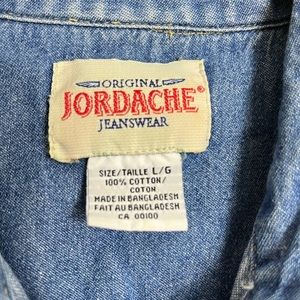 ORIGINAL
JORDACHE®
JEANSWEAR
SIZE/TAILLE L/G
100% COTTON/
COTON
MADE IN BANGLADESH
FAIT AU BANGLADESH
CA 00100